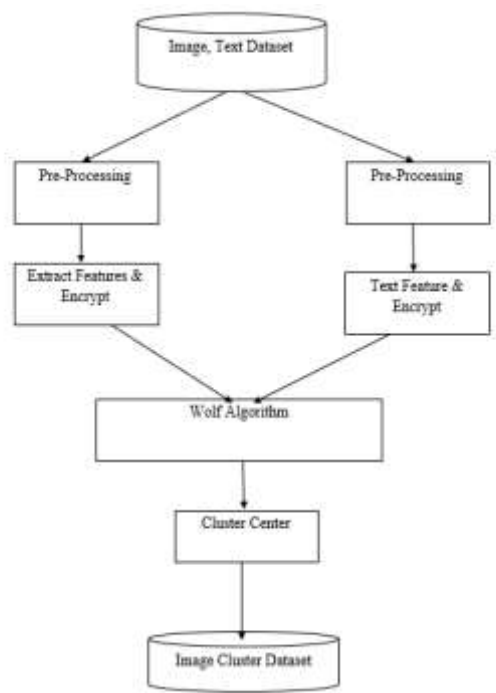 Image, Text Dataset
Pre-Processing
Pre-Processing
Extract Features &
Encrypt
Text Feature &
Encrypt
Wolf Algorithm
Cluster Center
Image Cluster Dataset